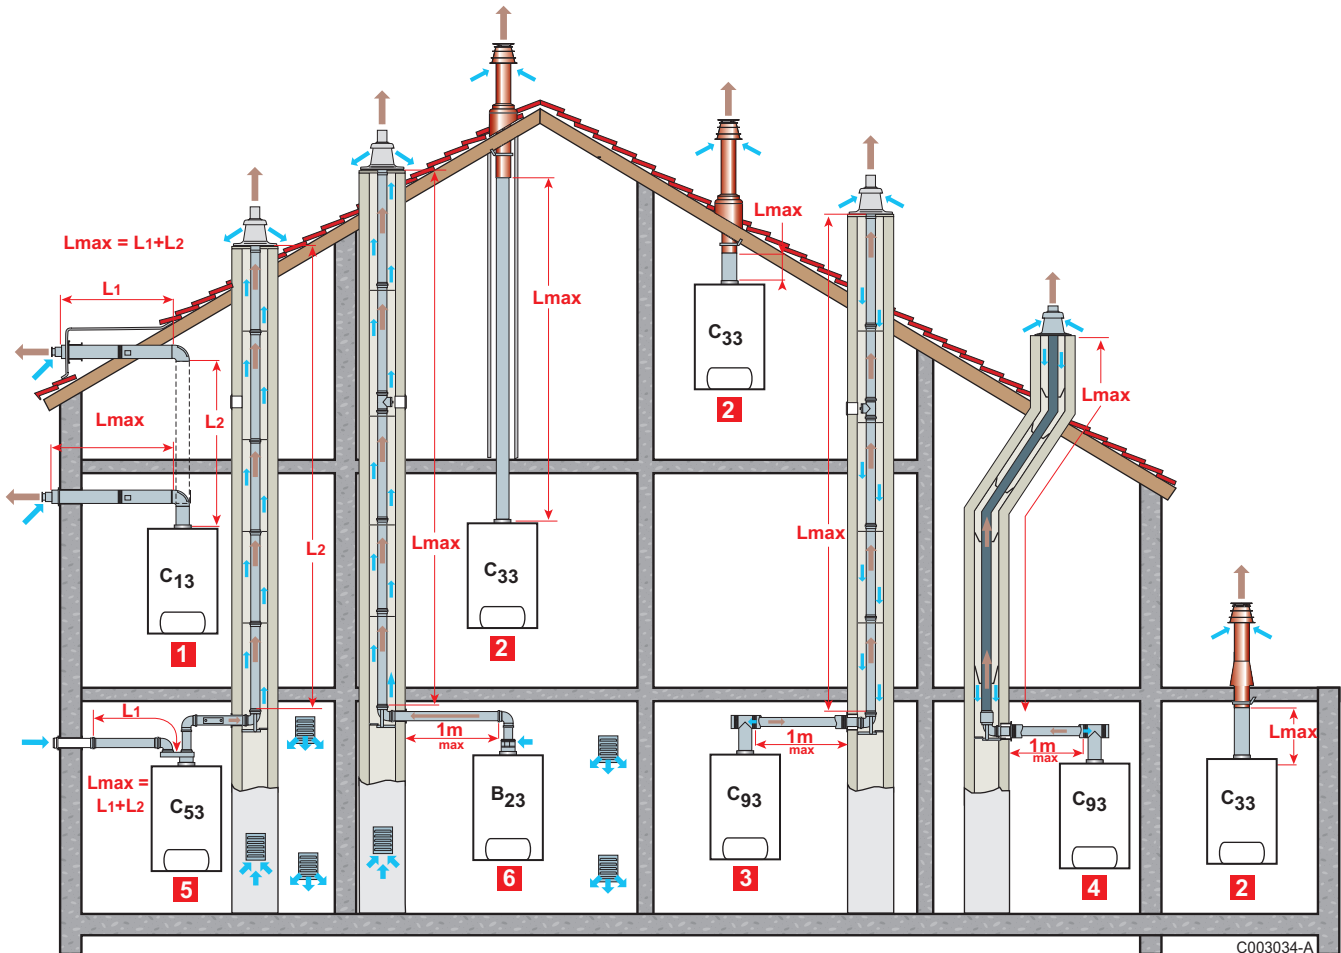 Lmax = L1+L2
L1
Lmax
L2
C13
1
L1
Lmax =
L1+L2
C53
5
L2
Lmax
Lmax
C33
2
1m
max
B23
6
Lmax
C33
2
Lmax
1m
max
C93
3
Lmax
1m
max
C93
4
Lmax
C33
2
C003034-A